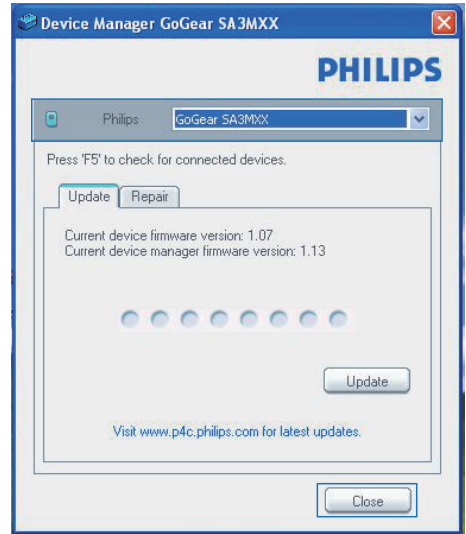 Device Manager GoGear SA3MXX
PHILIPS
Philips GoGear SA3MXX
Press 'F5' to check for connected devices.
Update Repair
Current device firmware version: 1.07
Current device manager firmware version: 1.13
Update
Visit www.p4c.philips.com for latest updates.
Close